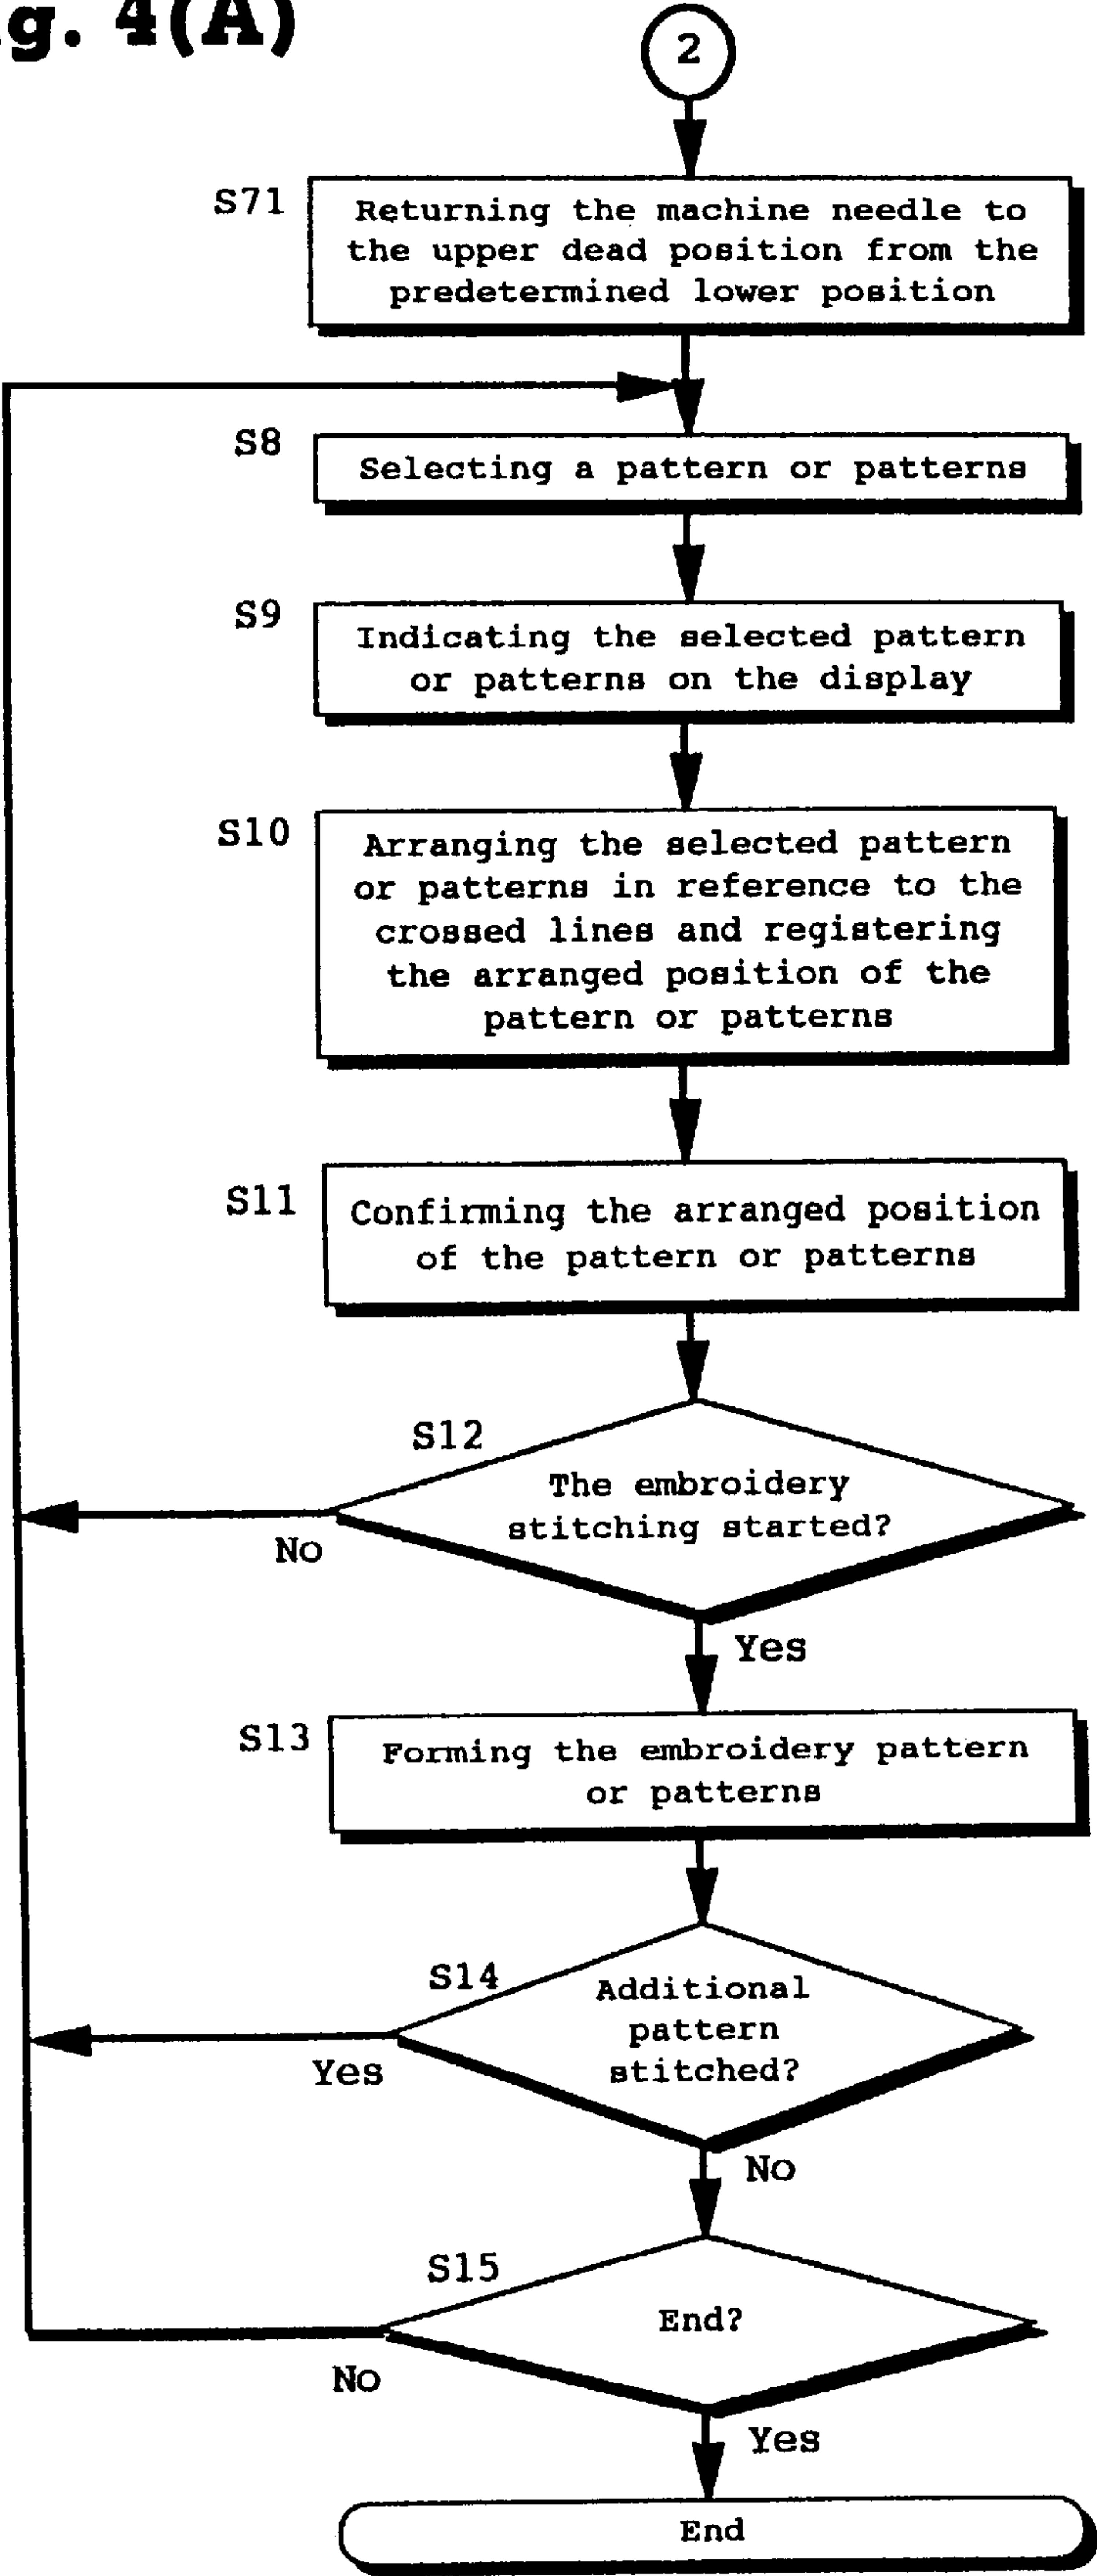 g. 4(A)
2
S71
Returning the machine needle to
the upper dead position from the
predetermined lower position
S8
Selecting a pattern or patterns
S9
Indicating the selected pattern
or patterns on the display
S10
Arranging the selected pattern
or patterns in reference to the
crossed lines and registering
the arranged position of the
pattern or patterns
S11
Confirming the arranged position
of the pattern or patterns
S12
The embroidery
stitching started?
No
Yes
S13
Forming the embroidery pattern
or patterns
S14
Additional
pattern
stitched?
Yes
No
S15
End?
No
Yes
End